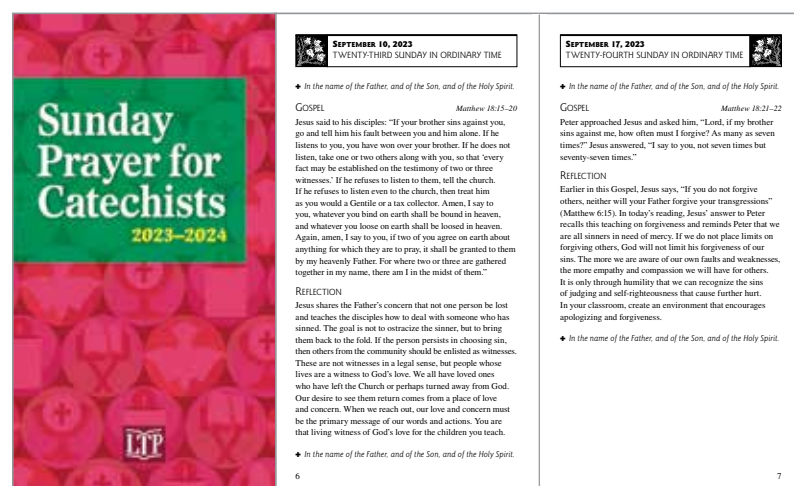 Sunday
Prayer for
Catechists
2023–2024
LTP
SEPTEMBER 10, 2023
TWENTY-THIRD SUNDAY IN ORDINARY TIME
✚ In the name of the Father, and of the Son, and of the Holy Spirit.
GOSPEL Matthew 18:15–20
Jesus said to his disciples: “If your brother sins against you,
go and tell him his fault between you and him alone. If he
listens to you, you have won over your brother. If he does not
listen, take one or two others along with you, so that ‘every
fact may be established on the testimony of two or three
witnesses.’ If he refuses to listen to them, tell the church.
If he refuses to listen even to the church, then treat him
as you would a Gentile or a tax collector. Amen, I say to
you, whatever you bind on earth shall be bound in heaven,
and whatever you loose on earth shall be loosed in heaven.
Again, amen, I say to you, if two of you agree on earth about
anything for which they are to pray, it shall be granted to them
by my heavenly Father. For where two or three are gathered
together in my name, there am I in the midst of them.”
REFLECTION
Jesus shares the Father’s concern that not one person be lost
and teaches the disciples how to deal with someone who has
sinned. The goal is not to ostracize the sinner, but to bring
them back to the fold. If the person persists in choosing sin,
then others from the community should be enlisted as witnesses.
These are not witnesses in a legal sense, but people whose
lives are a witness to God’s love. We all have loved ones
who have left the Church or perhaps turned away from God.
Our desire to see them return comes from a place of love
and concern. When we reach out, our love and concern must
be the primary message of our words and actions. You are
that living witness of God’s love for the children you teach.
✚ In the name of the Father, and of the Son, and of the Holy Spirit.
6
SEPTEMBER 17, 2023
TWENTY-FOURTH SUNDAY IN ORDINARY TIME
✚ In the name of the Father, and of the Son, and of the Holy Spirit.
GOSPEL Matthew 18:21–22
Peter approached Jesus and asked him, “Lord, if my brother
sins against me, how often must I forgive? As many as seven
times?” Jesus answered, “I say to you, not seven times but
seventy-seven times.”
REFLECTION
Earlier in this Gospel, Jesus says, “If you do not forgive
others, neither will your Father forgive your transgressions”
(Matthew 6:15). In today’s reading, Jesus’ answer to Peter
recalls this teaching on forgiveness and reminds Peter that we
are all sinners in need of mercy. If we do not place limits on
forgiving others, God will not limit his forgiveness of our
sins. The more we are aware of our own faults and weaknesses,
the more empathy and compassion we will have for others.
It is only through humility that we can recognize the sins
of judging and self-righteousness that cause further hurt.
In your classroom, create an environment that encourages
apologizing and forgiveness.
✚ In the name of the Father, and of the Son, and of the Holy Spirit.
7